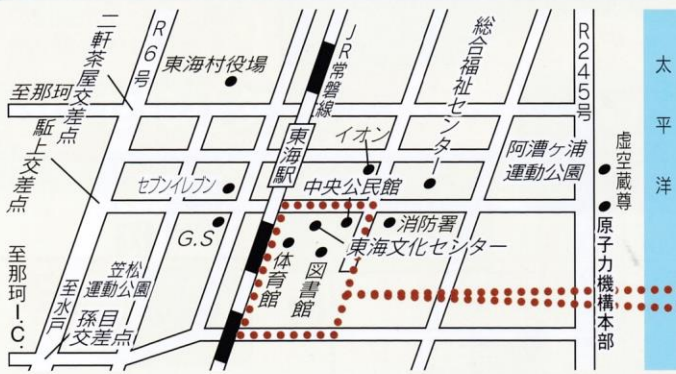 二軒茶屋交差点
R6号
東海村役場
JR常磐線
総合福祉センター
R245号
太平洋
至那珂
駈上交差点
東海駅
イオン
阿漕ヶ浦
運動公園
虚空蔵尊
セブンイレブン
中央公民館
G.S
消防署
東海文化センター
原子力機構本部
体育館
図書館
至那珂I.C.
笠松
運動公園
至水戸
孫目
交差点